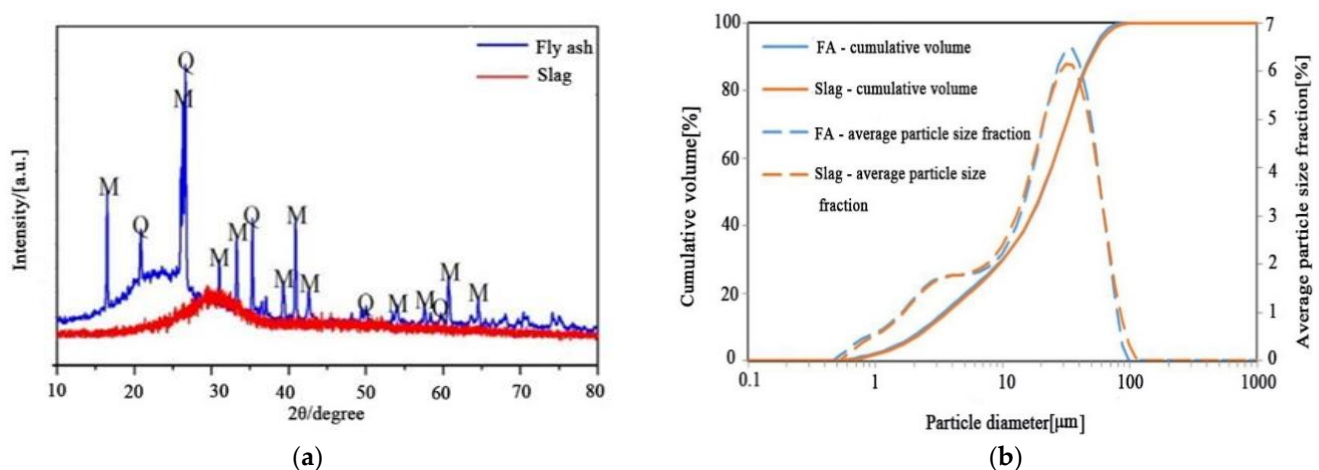 Fly ash
Slag
Q
M
M
Q
Q
M
M
M
M
M
M
Q
M
M
Q
M
M
Intensity/[a.u.]
10 20 30 40 50 60 70 80
2θ/degree
(a)
FA - cumulative volume
Slag - cumulative volume
FA - average particle size fraction
Slag - average particle size
fraction
Cumulative volume[%]
100
80
60
40
20
0
7
6
5
4
3
2
1
0
Average particle size fraction[%]
0.1 1 10 100 1000
Particle diameter[μm]
(b)